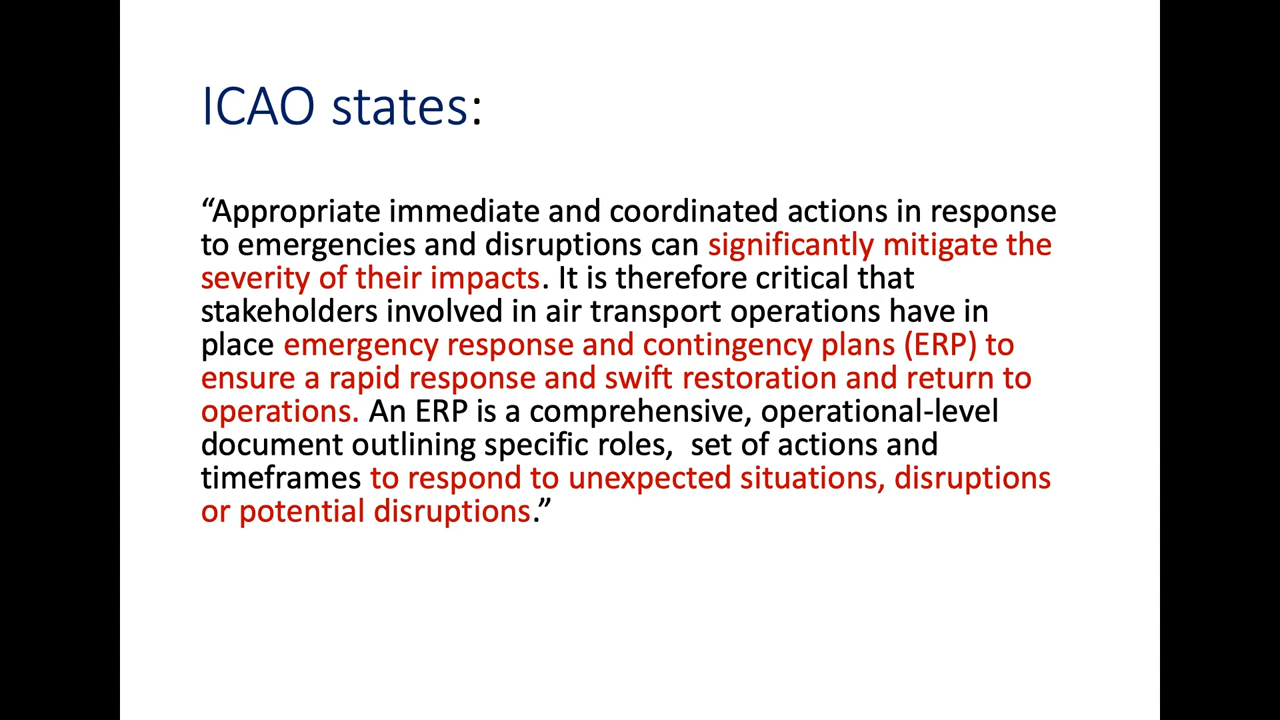 ICAO states:
“Appropriate immediate and coordinated actions in response
to emergencies and disruptions can significantly mitigate the
severity of their impacts. It is therefore critical that
stakeholders involved in air transport operations have in
place emergency response and contingency plans (ERP) to
ensure a rapid response and swift restoration and return to
operations. An ERP is a comprehensive, operational-level
document outlining specific roles,  set of actions and
timeframes to respond to unexpected situations, disruptions
or potential disruptions.”